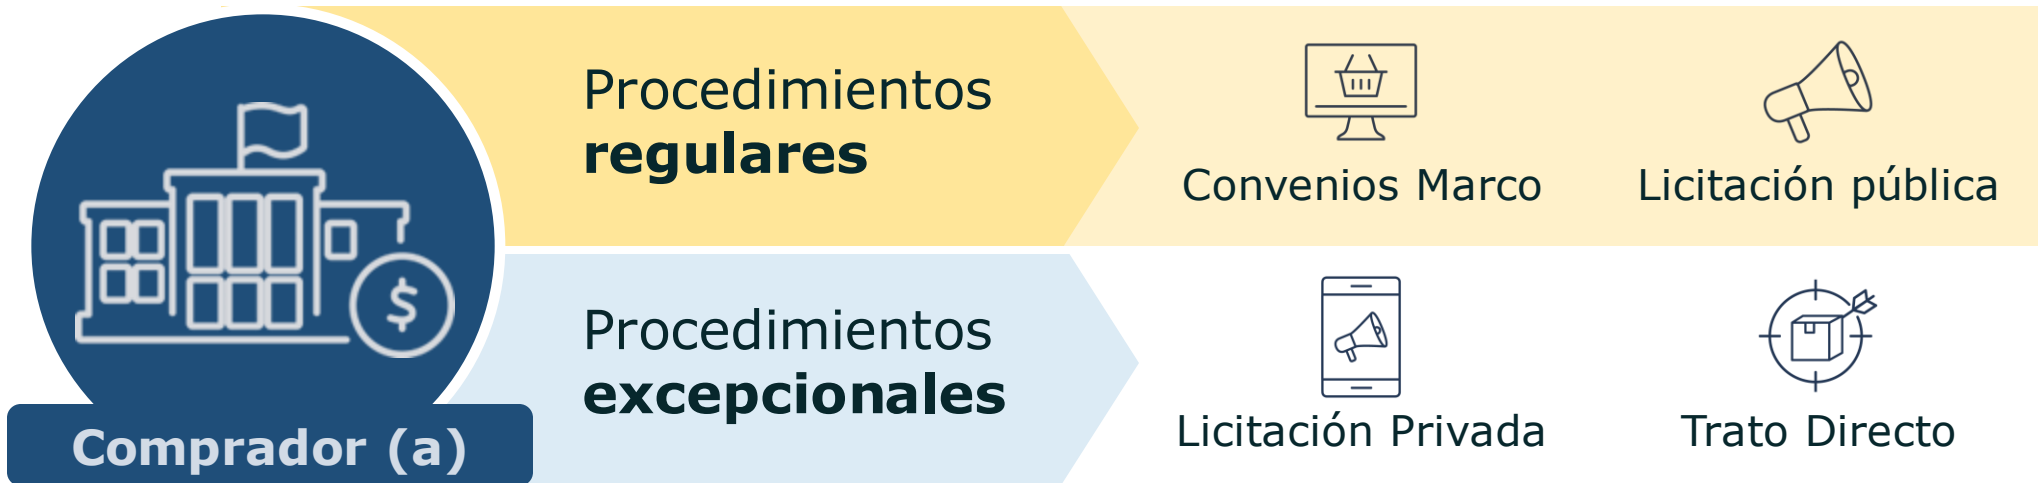 Procedimientos
regulares
Convenios Marco
Licitación pública
Procedimientos
excepcionales
Licitación Privada
Trato Directo
Comprador (a)
$